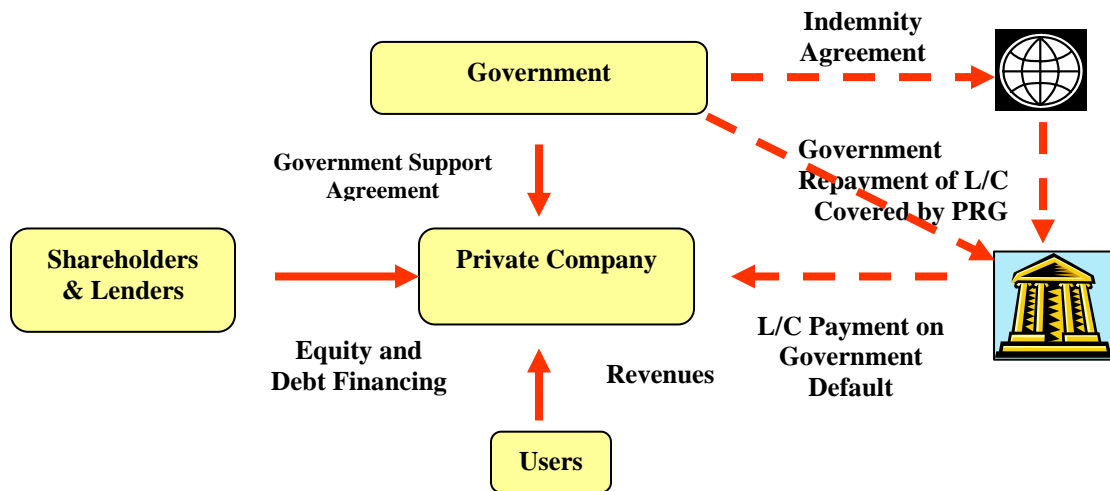 Indemnity
Agreement
Government
Government Support
Agreement
Government
Repayment of L/C
Covered by PRG
Shareholders
& Lenders
Private Company
L/C Payment on
Government
Default
Equity and
Debt Financing
Revenues
Users